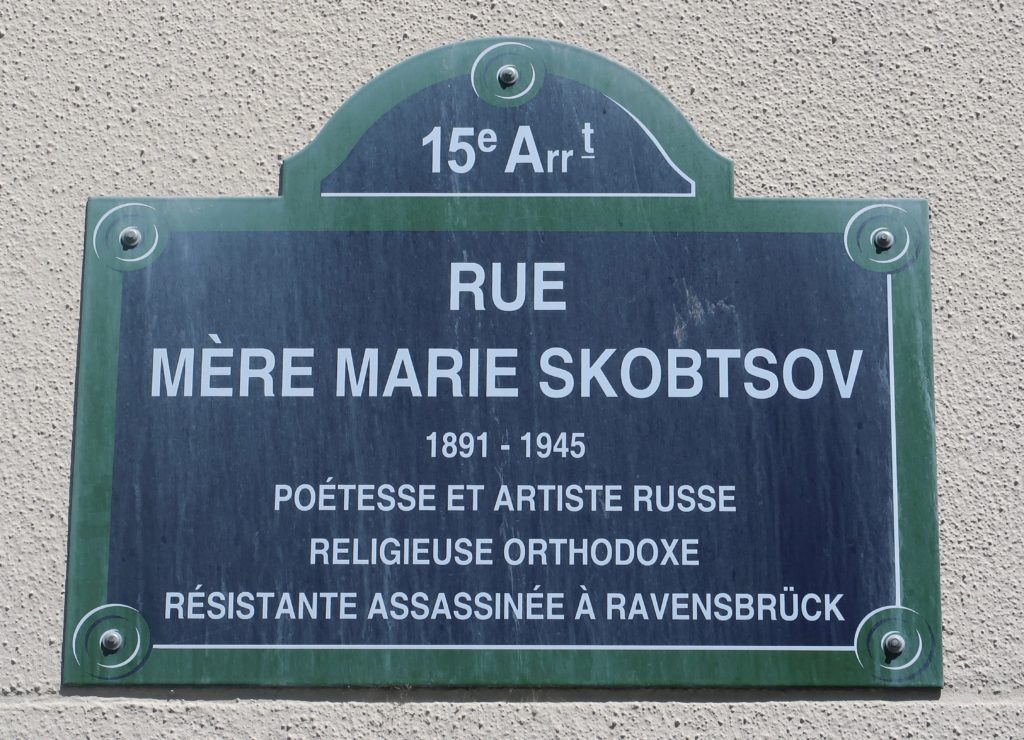 15e Arrt
RUE
MÈRE MARIE SKOBTSOV
1891 - 1945
POÉTESSE ET ARTISTE RUSSE
RELIGIEUSE ORTHODOXE
RÉSISTANTE ASSASSINÉE À RAVENSBRÜCK